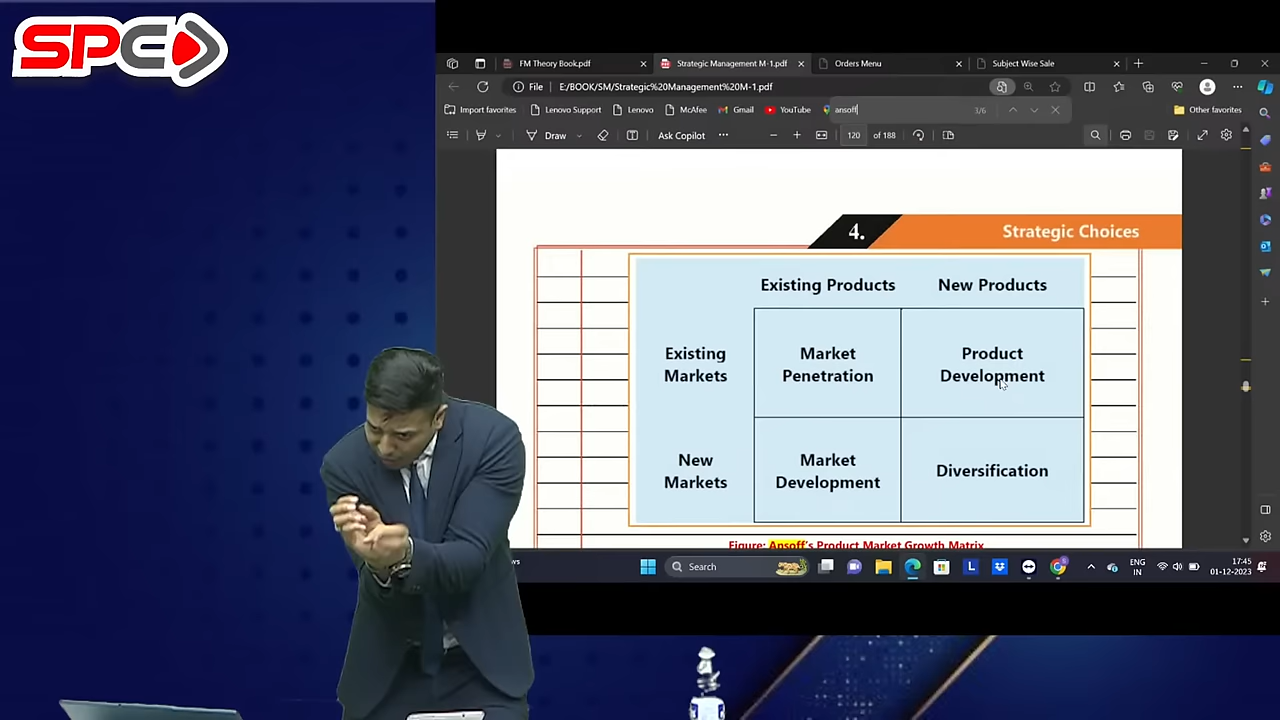 SPC
FM Theory Book.pdf
Strategic Management M-1.pdf
Orders Menu
Subject Wise Sale
File E:/BOOK/SM/Strategic%20Management%20M-1.pdf
Import favorites
Lenovo Support
Lenovo
McAfee
Gmail
YouTube
ansoff
3/6
Other favorites
Draw
Ask Copilot
120 of 188
4.
Strategic Choices
Existing Products
New Products
Existing
Markets
Market
Penetration
Product
Development
New
Markets
Market
Development
Diversification
Figure: Ansoff's Product Market Growth Matrix
ws
Search
L
ENG
IN
17:45
01-12-2023